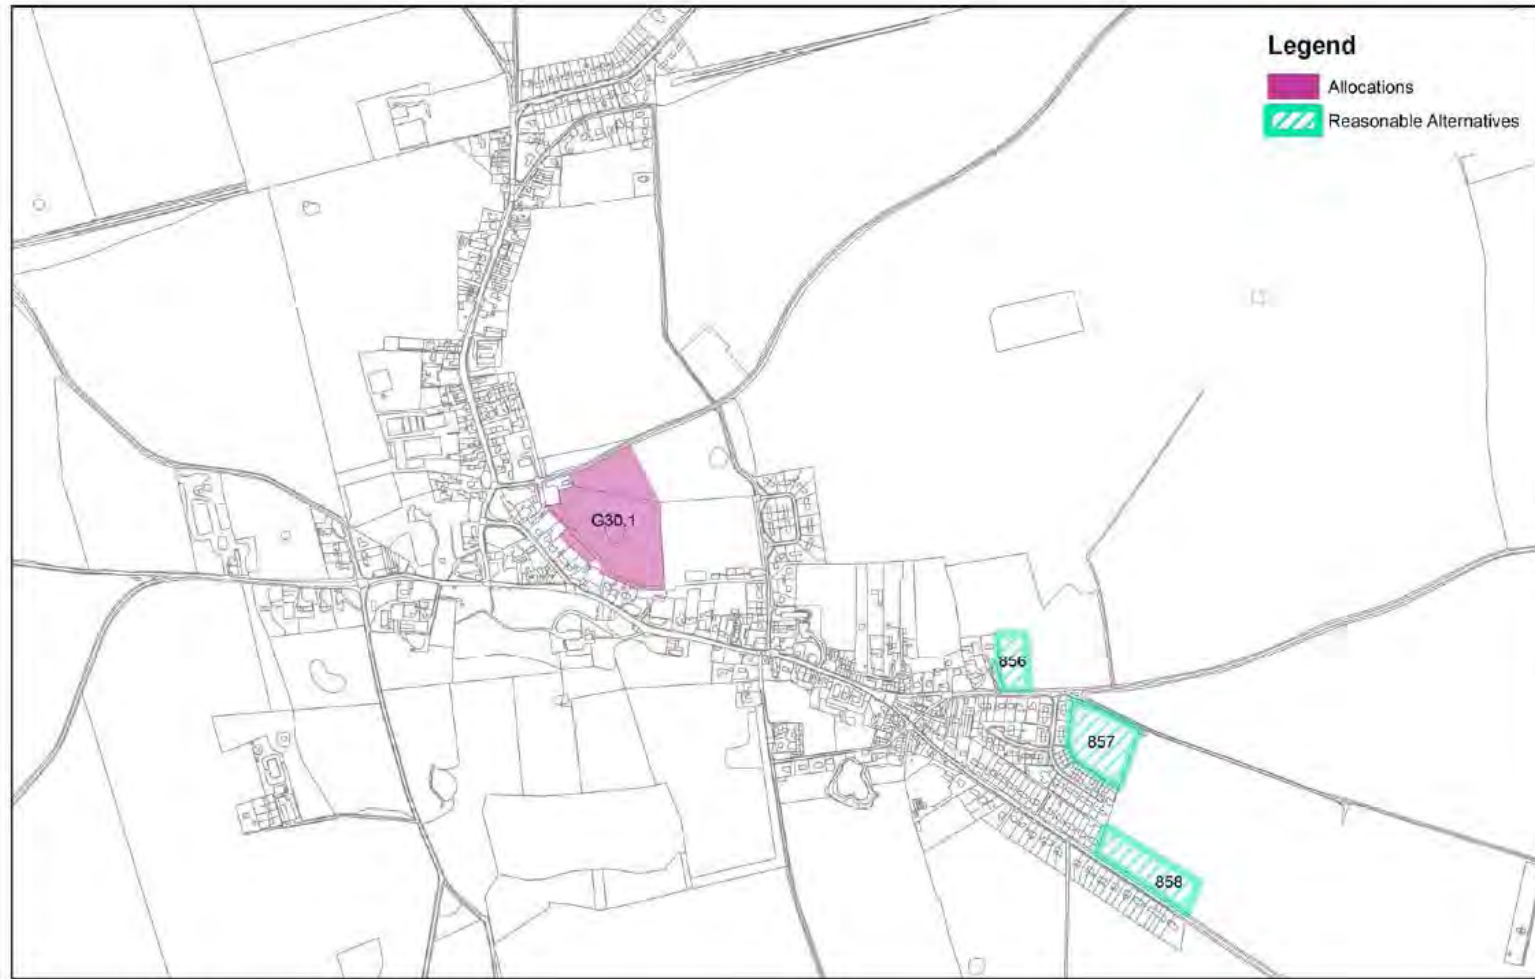 Legend
Allocations
Reasonable Alternatives
G30.1
856
857
858